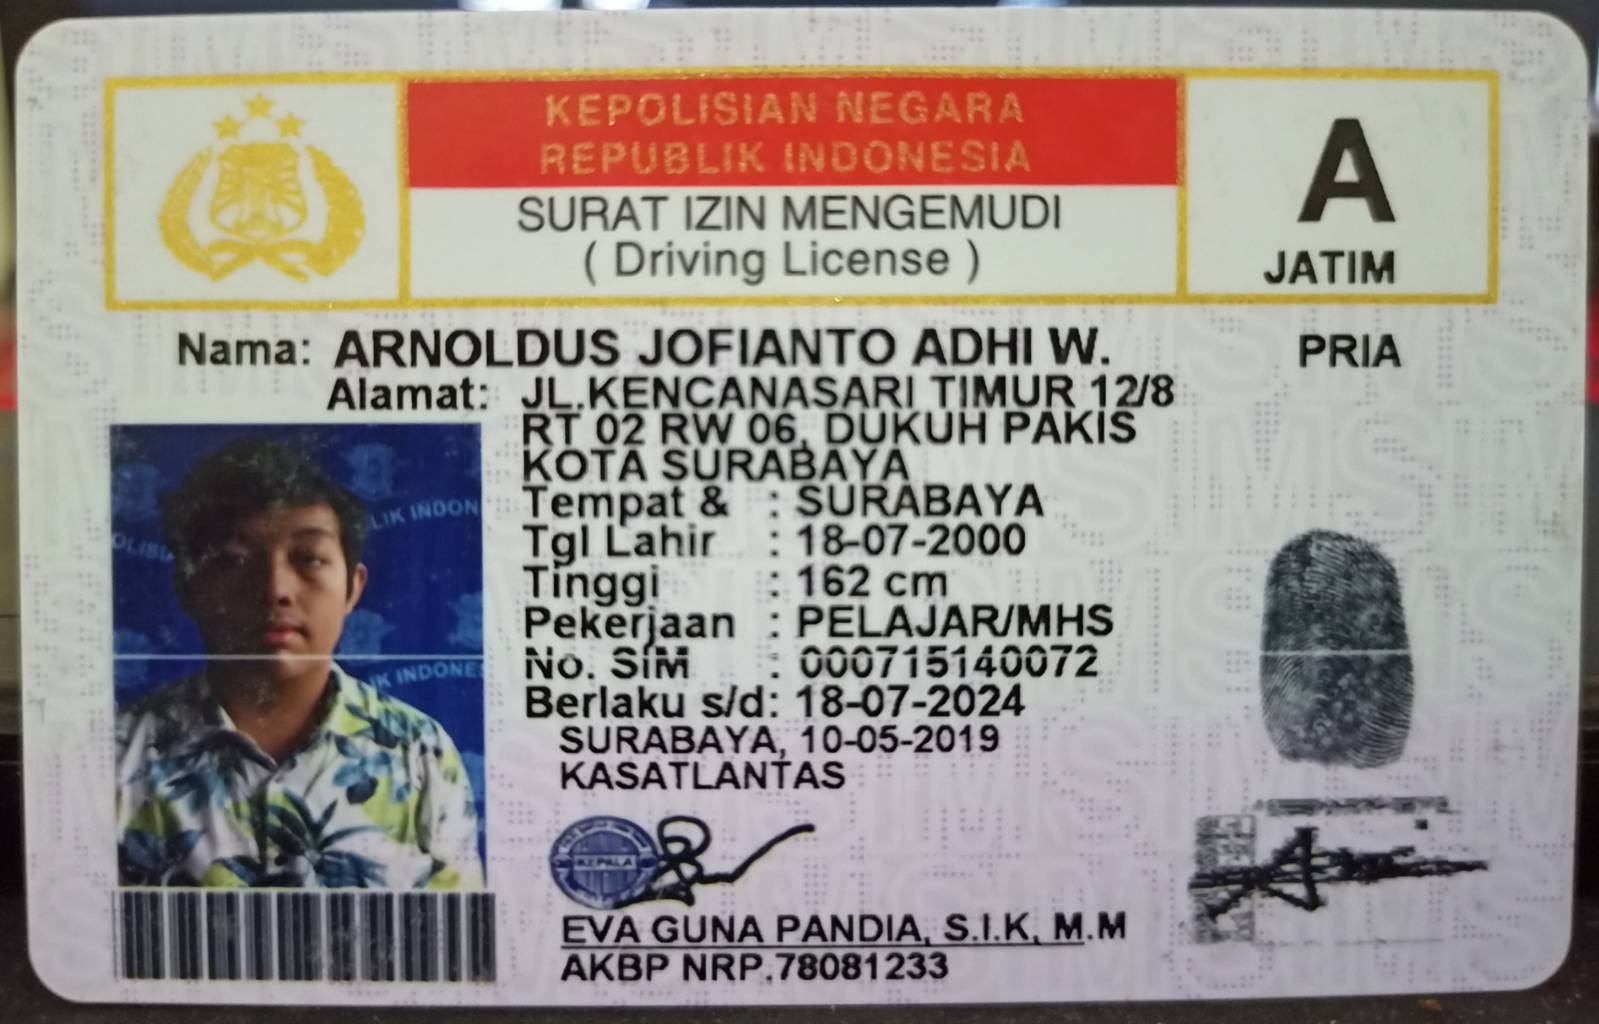 KEPOLISIAN NEGARA
REPUBLIK INDONESIA
SURAT IZIN MENGEMUDI
( Driving License )
A
JATIM
Nama: ARNOLDUS JOFIANTO ADHI W.
PRIA
Alamat: JL.KENCANASARI TIMUR 12/8
RT 02 RW 06, DUKUH PAKIS
KOTA SURABAYA
Tempat & : SURABAYA
Tgl Lahir : 18-07-2000
Tinggi : 162 cm
Pekerjaan : PELAJAR/MHS
No. SIM : 000715140072
Berlaku s/d: 18-07-2024
SURABAYA, 10-05-2019
KASATLANTAS
KEPALA
EVA GUNA PANDIA, S.I.K, M.M
AKBP NRP.78081233